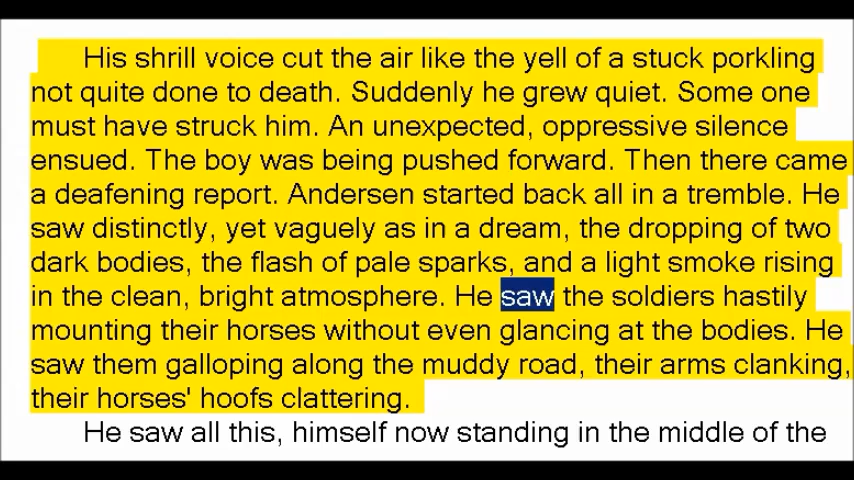 His shrill voice cut the air like the yell of a stuck porkling
not quite done to death. Suddenly he grew quiet. Some one
must have struck him. An unexpected, oppressive silence
ensued. The boy was being pushed forward. Then there came
a deafening report. Andersen started back all in a tremble. He
saw distinctly, yet vaguely as in a dream, the dropping of two
dark bodies, the flash of pale sparks, and a light smoke rising
in the clean, bright atmosphere. He saw the soldiers hastily
mounting their horses without even glancing at the bodies. He
saw them galloping along the muddy road, their arms clanking,
their horses' hoofs clattering.
He saw all this, himself now standing in the middle of the